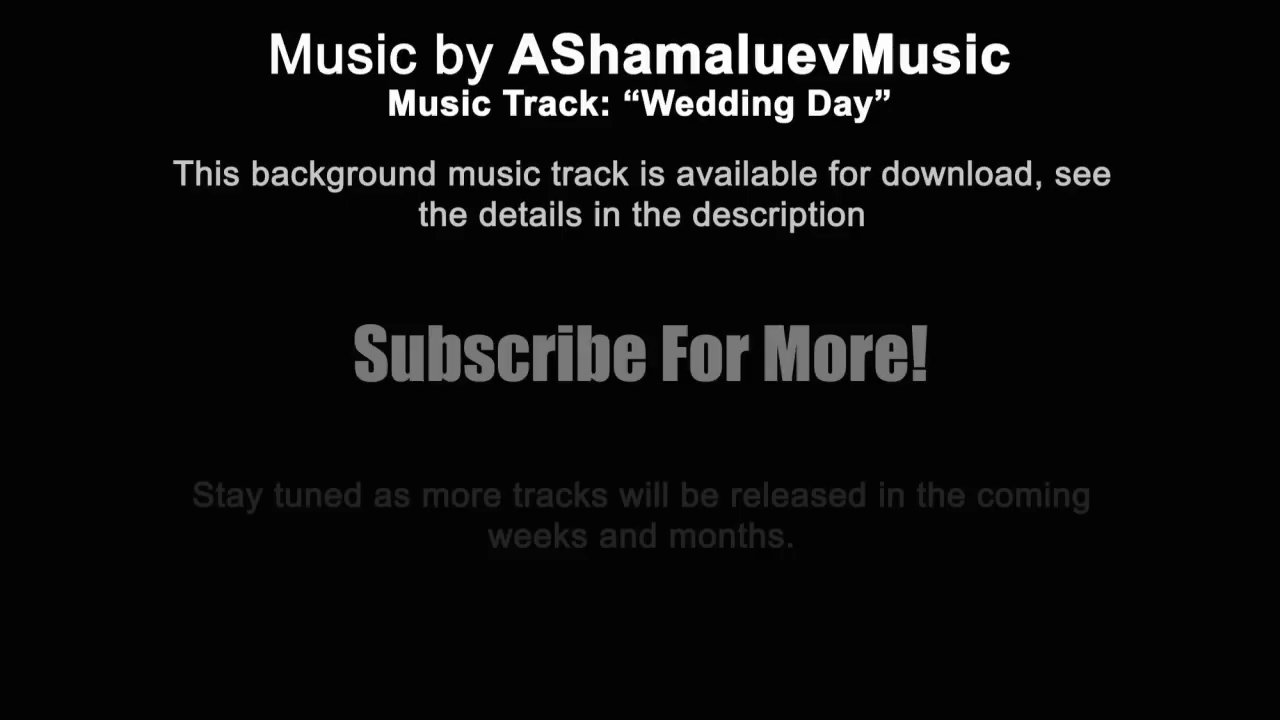 Music by AShamaluevMusic
Music Track: “Wedding Day”
This background music track is available for download, see
the details in the description
Subscribe For More!
Stay tuned as more tracks will be released in the coming
weeks and months.